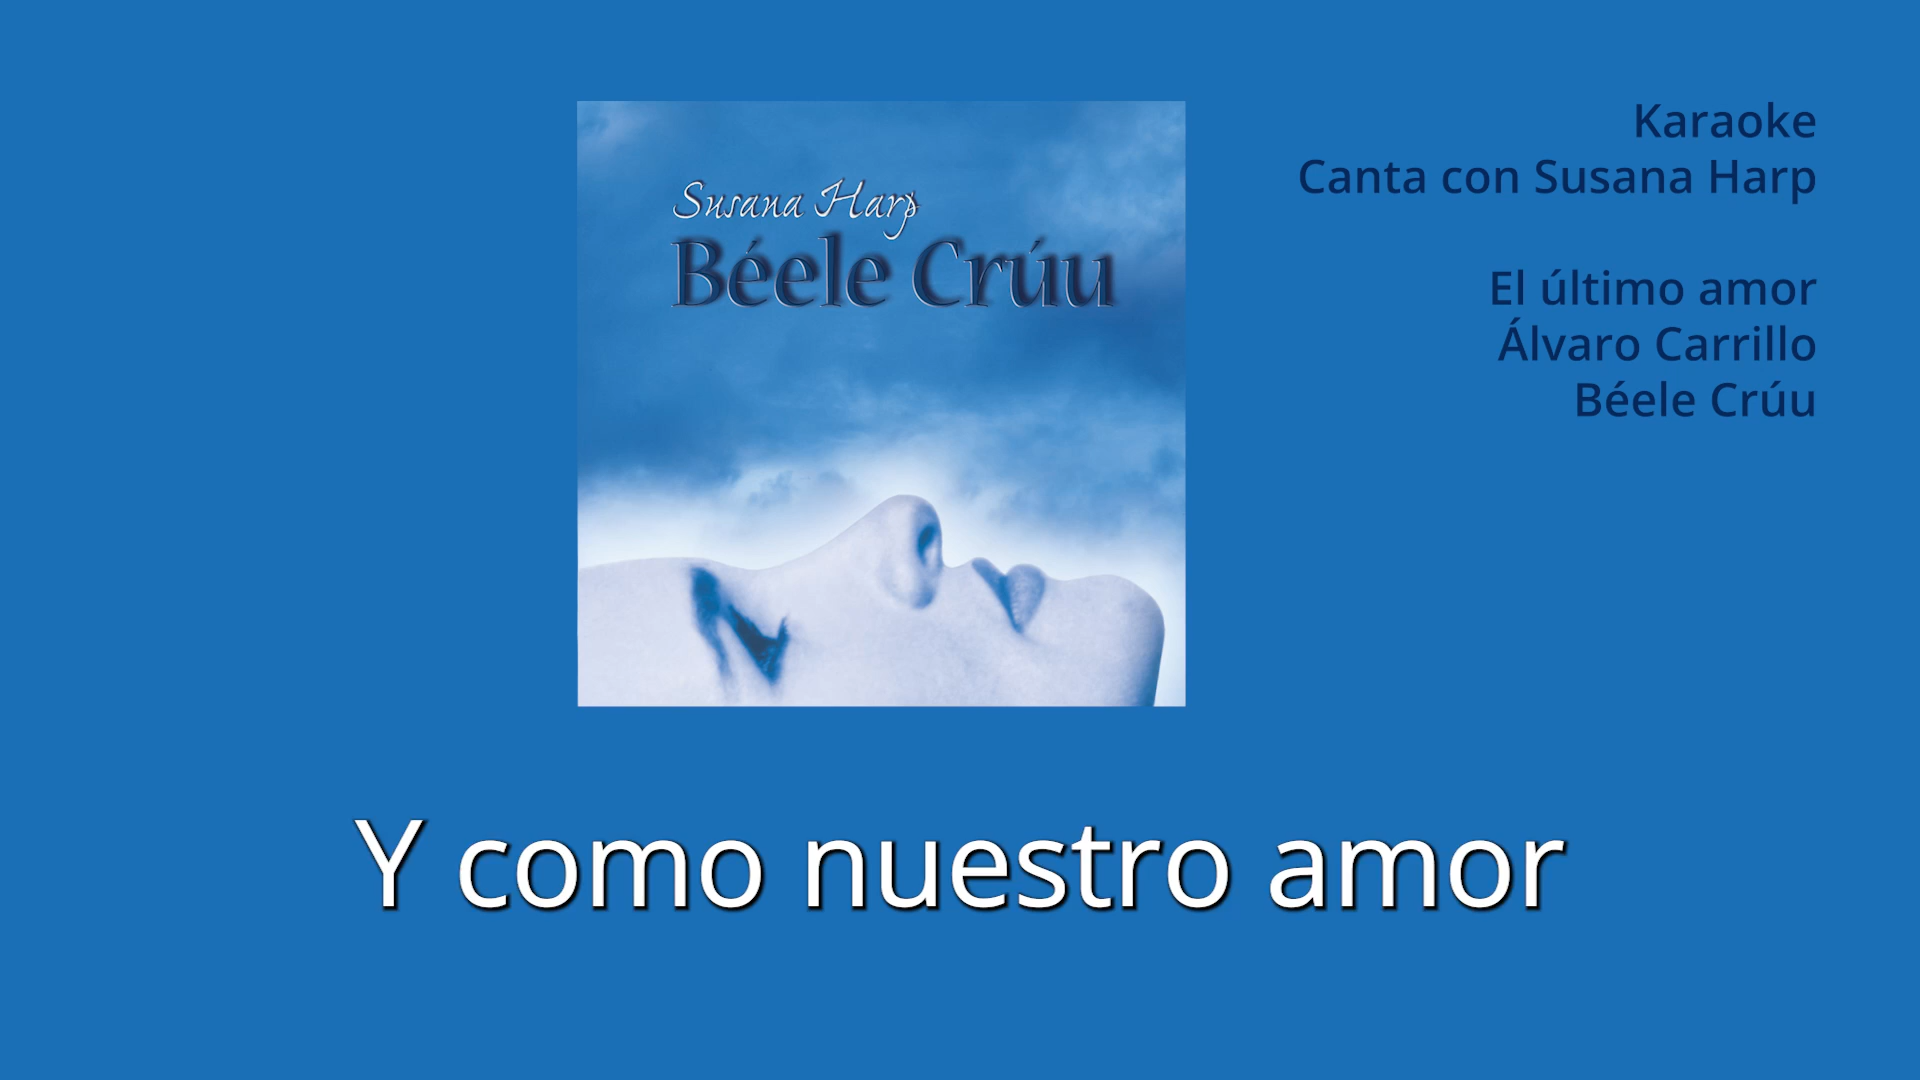 Susana Harp
Béele Crúu
Karaoke
Canta con Susana Harp
El último amor
Álvaro Carrillo
Béele Crúu
Y como nuestro amor